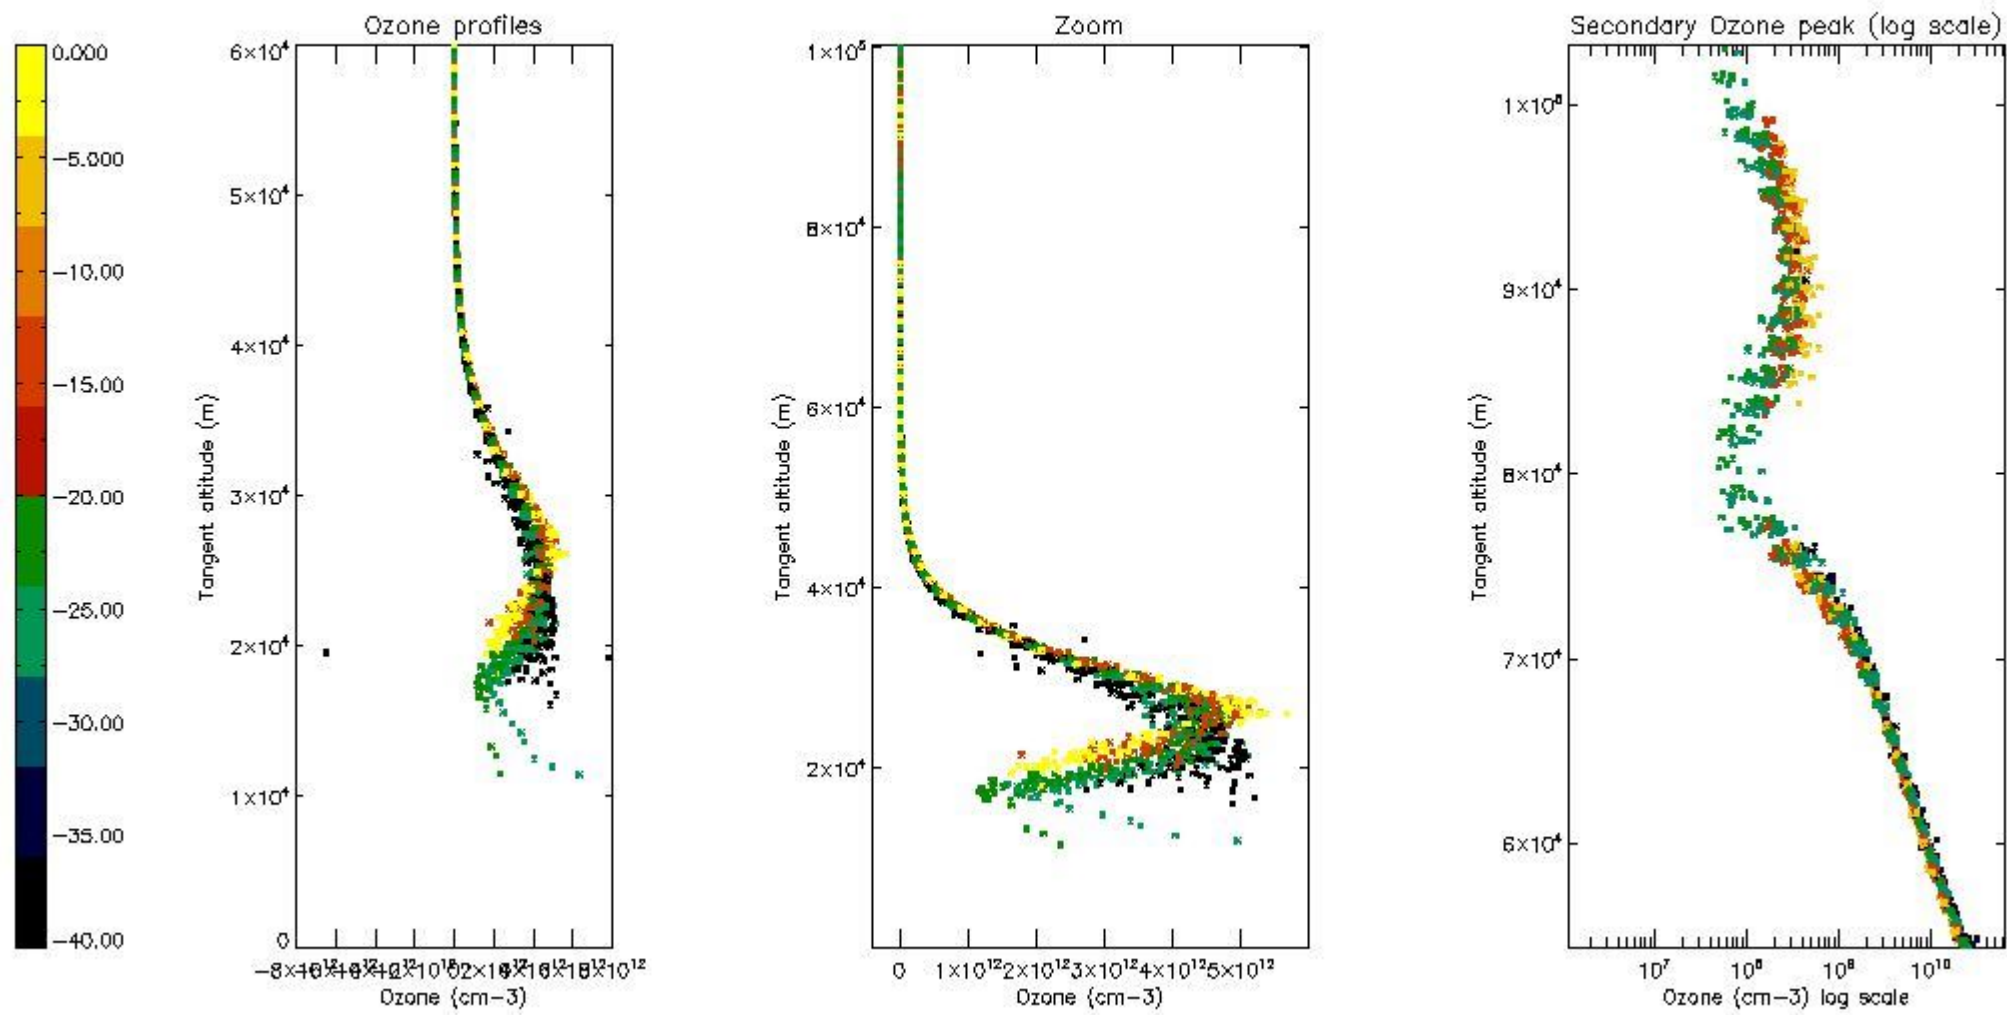 Ozone profiles
Zoom
Secondary Ozone peak (log scale)
0.000
-5.000
-10.00
-15.00
-20.00
-25.00
-30.00
-35.00
-40.00
6×10⁴
5×10⁴
4×10⁴
3×10⁴
2×10⁴
1×10⁴
0
Tangent altitude (m)
Ozone (cm-3)
1×10⁵
8×10⁴
6×10⁴
4×10⁴
2×10⁴
Tangent altitude (m)
0 1×10¹² 2×10¹² 3×10¹² 4×10¹² 5×10¹²
Ozone (cm-3)
9×10⁴
8×10⁴
7×10⁴
6×10⁴
Tangent altitude (m)
10⁷ 10⁸ 10⁹ 10¹⁰
Ozone (cm-3) log scale